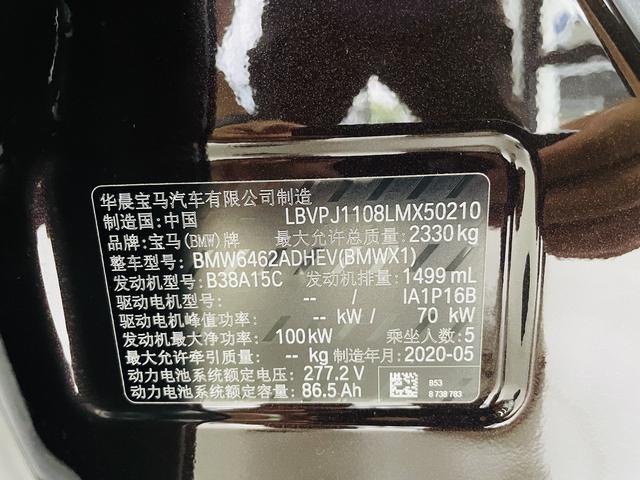 华晨宝马汽车有限公司制造
制造国:中国 LBVPJ1108LMX50210
品牌:宝马(BMW)牌 最大允许总质量:2330kg
整车型号:BMW6462ADHEV(BMWX1)
发动机型号:B38A15C 发动机排量:1499 mL
驱动电机型号: -- / IA1P16B
驱动电机峰值功率: -- kW / 70 kW
发动机最大净功率: 100kW 乘坐人数:5
最大允许牵引质量: -- kg 制造年月:2020-05
动力电池系统额定电压: 277.2 V
动力电池系统额定容量: 86.5 Ah
B53
8 738 783